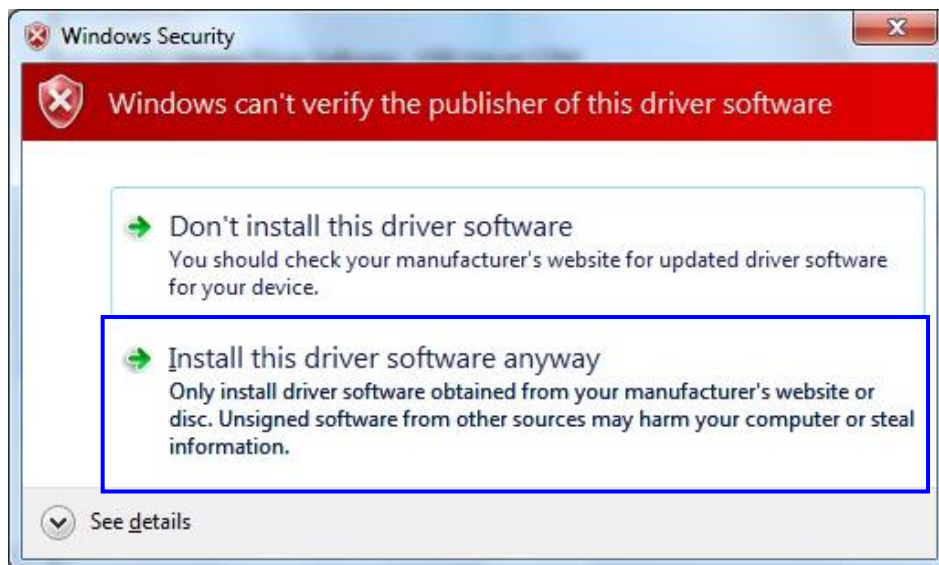 Windows Security
Windows can't verify the publisher of this driver software
Don't install this driver software
You should check your manufacturer's website for updated driver software
for your device.
Install this driver software anyway
Only install driver software obtained from your manufacturer's website or
disc. Unsigned software from other sources may harm your computer or steal
information.
See details